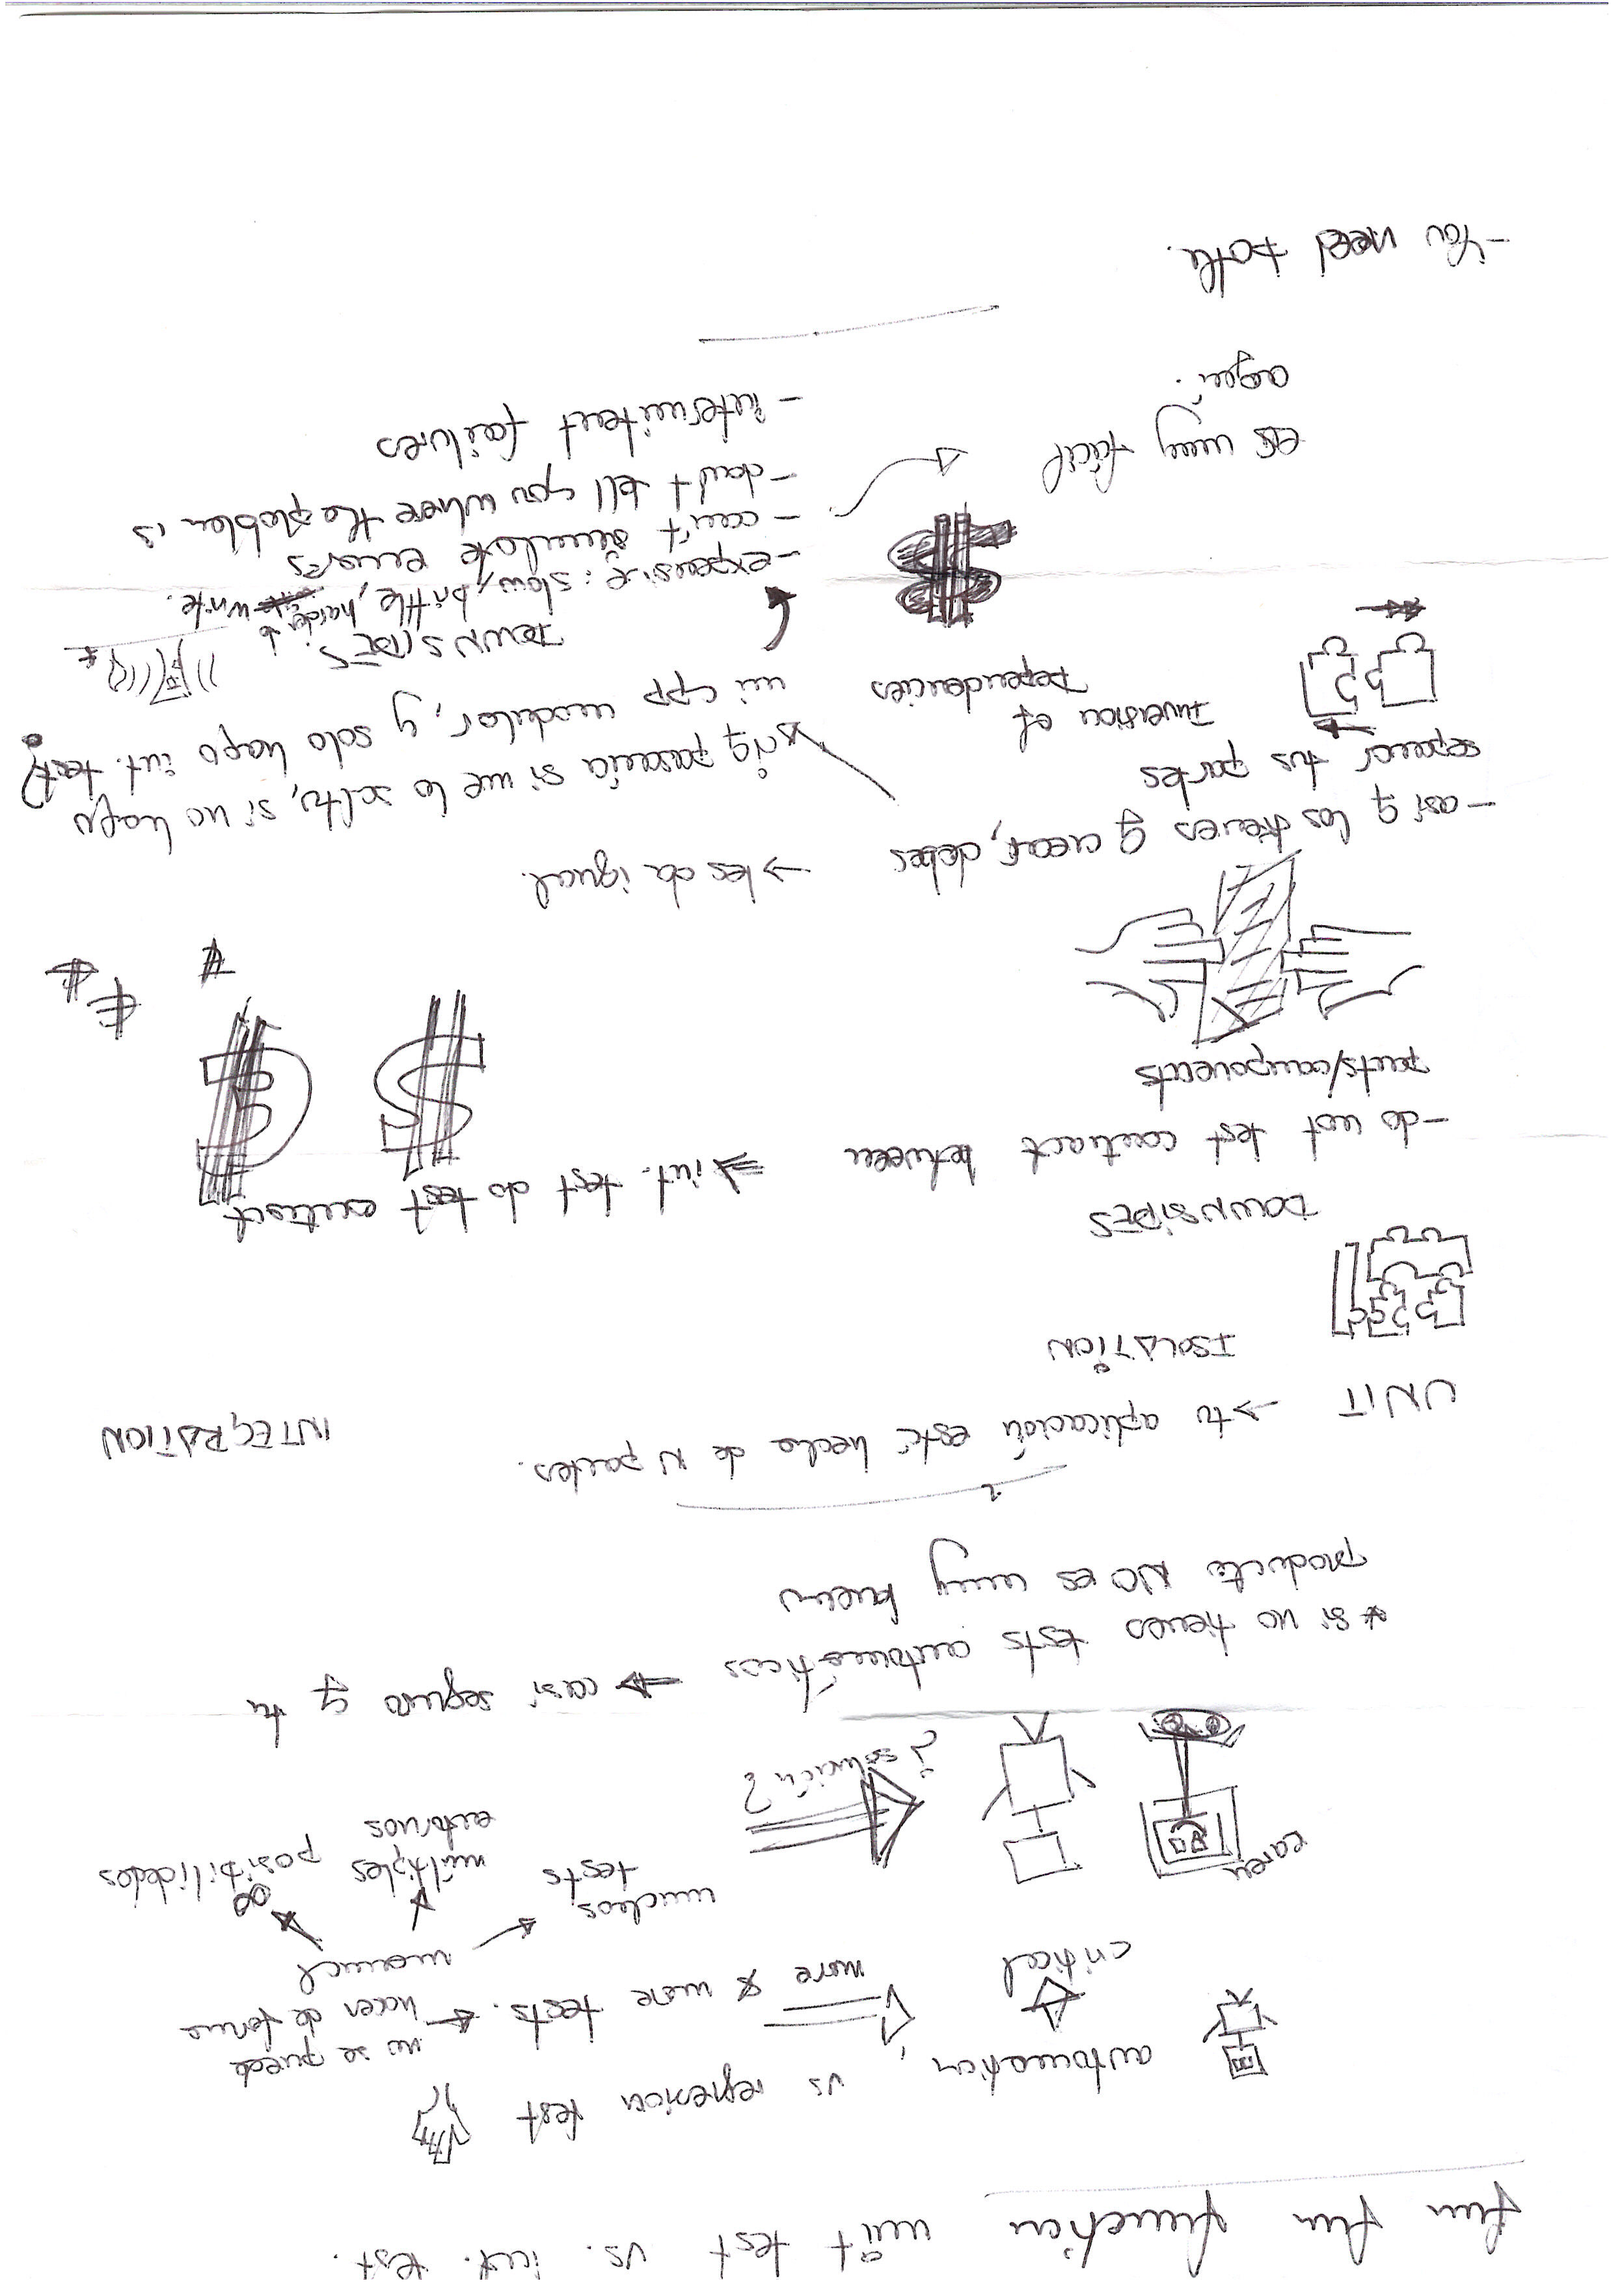 fun fun function unit test vs. int. test.
automation, vs regresion test
critical
more & more tests.
no se puede
hacer de forma
manual
muchos
tests
múltiples
entornos
∞
posibilidades
karen
¿solución?
* si no tienes tests automáticos → casi seguro q tu
producto NO es muy bueno
UNIT → tu aplicación está hecha de N partes.
INTEGRATION
ISOLATION
DOWNSIDES
- do not test contract between
parts/components
⇒ int. test do test contract
$ €
- asi q los tienes q crear, debes
separar tus partes
→ les da igual.
Inversion of
Dependencies
¿q pasaría si me lo salto, si no hago
mi app modular, y solo hago int. test?
$
DOWNSIDES
- expensive: slow, brittle, harder to write.
- can't simulate errors
- don't tell you where the problem is
- intermitent failures
es muy fácil
aquí.
- You need both.